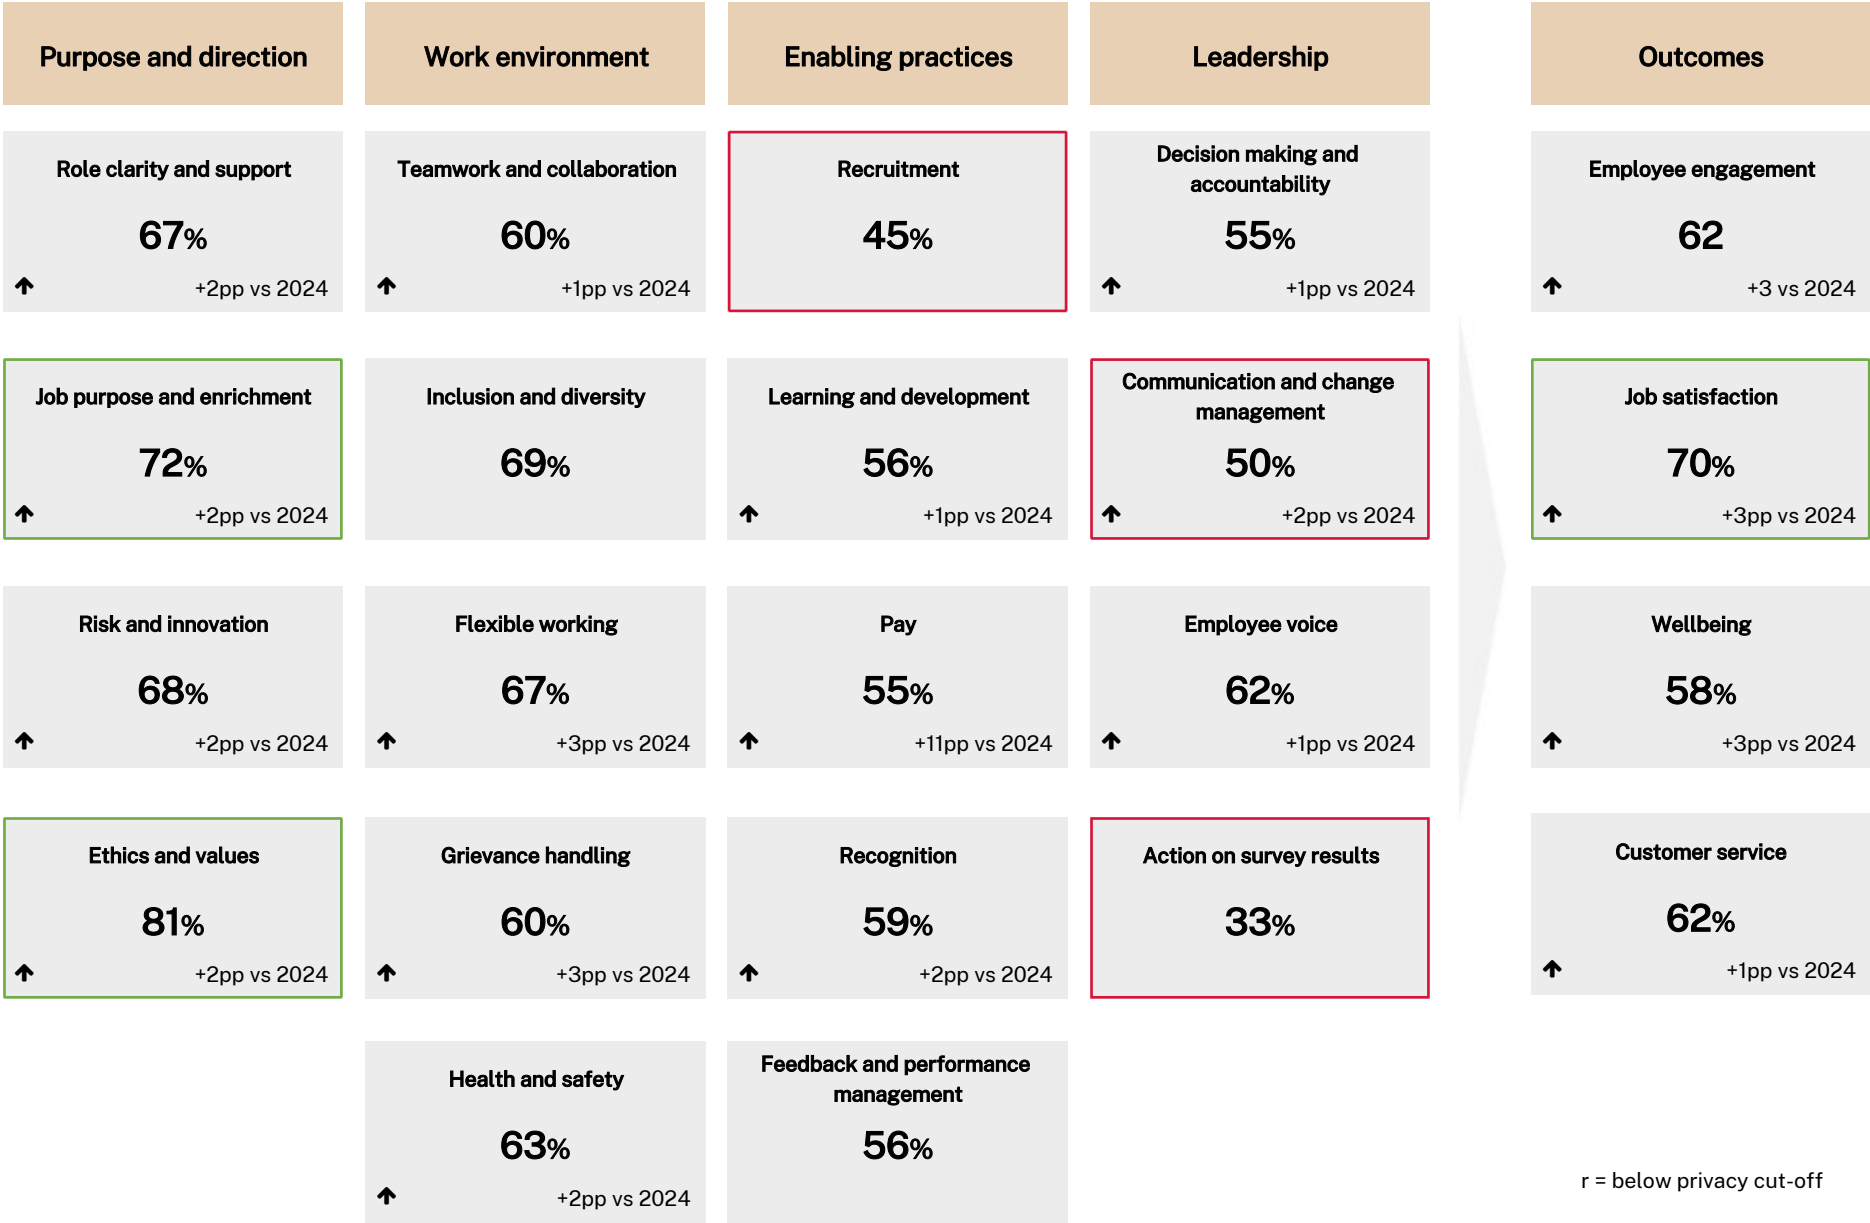 Purpose and direction
Role clarity and support
67%
+2pp vs 2024
Job purpose and enrichment
72%
+2pp vs 2024
Risk and innovation
68%
+2pp vs 2024
Ethics and values
81%
+2pp vs 2024
Work environment
Teamwork and collaboration
60%
+1pp vs 2024
Inclusion and diversity
69%
Flexible working
67%
+3pp vs 2024
Grievance handling
60%
+3pp vs 2024
Health and safety
63%
+2pp vs 2024
Enabling practices
Recruitment
45%
Learning and development
56%
+1pp vs 2024
Pay
55%
+11pp vs 2024
Recognition
59%
+2pp vs 2024
Feedback and performance
management
56%
Leadership
Decision making and
accountability
55%
+1pp vs 2024
Communication and change
management
50%
+2pp vs 2024
Employee voice
62%
+1pp vs 2024
Action on survey results
33%
Outcomes
Employee engagement
62
+3 vs 2024
Job satisfaction
70%
+3pp vs 2024
Wellbeing
58%
+3pp vs 2024
Customer service
62%
+1pp vs 2024
r = below privacy cut-off